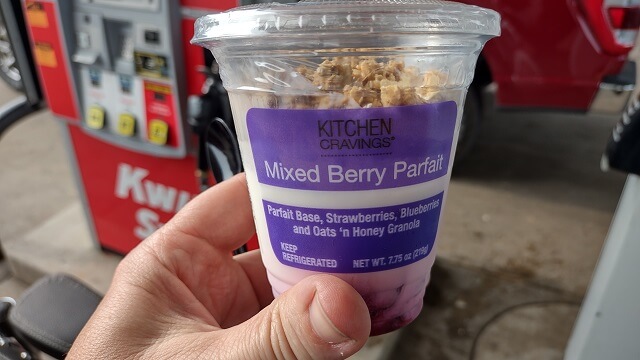 KITCHEN
CRAVINGS®
Mixed Berry Parfait
Parfait Base, Strawberries, Blueberries
and Oats 'n Honey Granola
KEEP
REFRIGERATED
NET WT. 7.75 oz (219g)